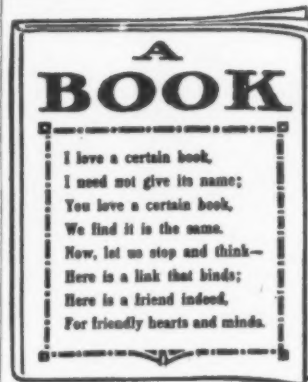 A
BOOK
I love a certain book,
I need not give its name;
You love a certain book,
We find it is the same.
Now, let us stop and think—
Here is a link that binds;
Here is a friend indeed,
For friendly hearts and minds.